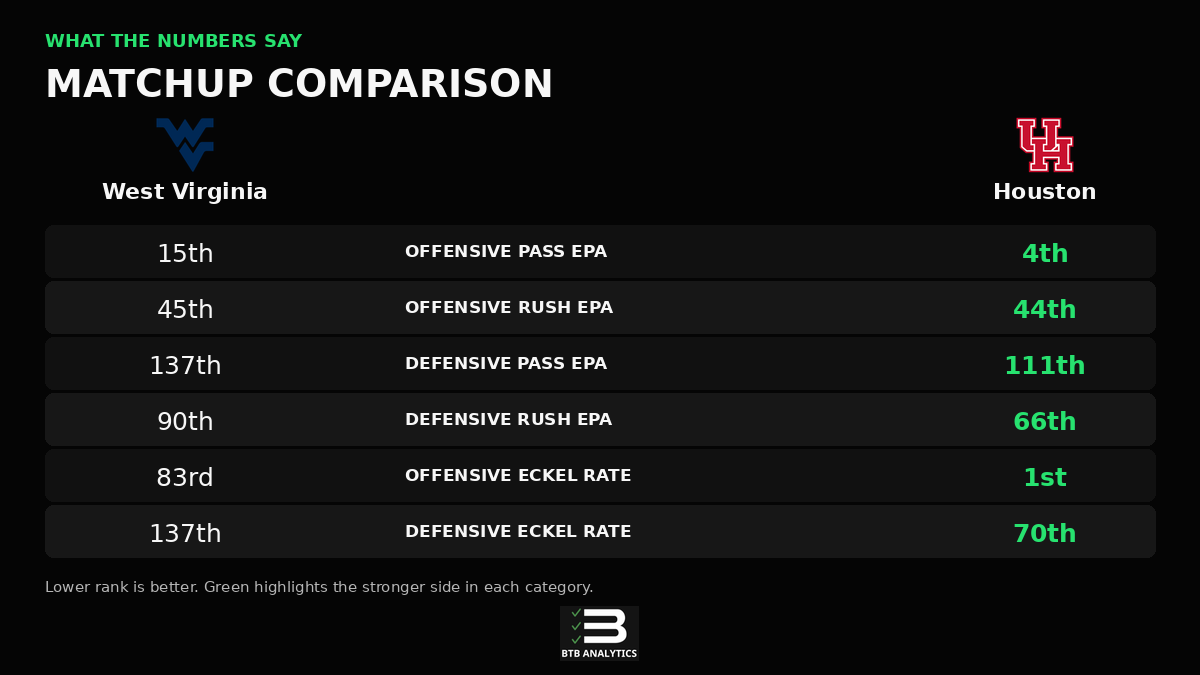 WHAT THE NUMBERS SAY
MATCHUP COMPARISON
West Virginia
Houston
15th OFFENSIVE PASS EPA 4th
45th OFFENSIVE RUSH EPA 44th
137th DEFENSIVE PASS EPA 111th
90th DEFENSIVE RUSH EPA 66th
83rd OFFENSIVE ECKEL RATE 1st
137th DEFENSIVE ECKEL RATE 70th
Lower rank is better. Green highlights the stronger side in each category.
BTB ANALYTICS